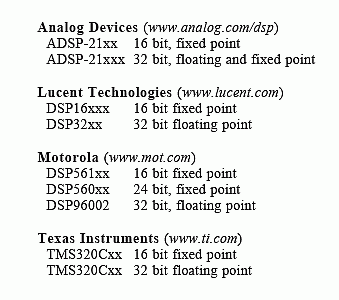 Analog Devices (www.analog.com/dsp)
ADSP-21xx 16 bit, fixed point
ADSP-21xxx 32 bit, floating and fixed point
Lucent Technologies (www.lucent.com)
DSP16xxx 16 bit fixed point
DSP32xx 32 bit floating point
Motorola (www.mot.com)
DSP561xx 16 bit fixed point
DSP560xx 24 bit, fixed point
DSP96002 32 bit, floating point
Texas Instruments (www.ti.com)
TMS320Cxx 16 bit fixed point
TMS320Cxx 32 bit floating point